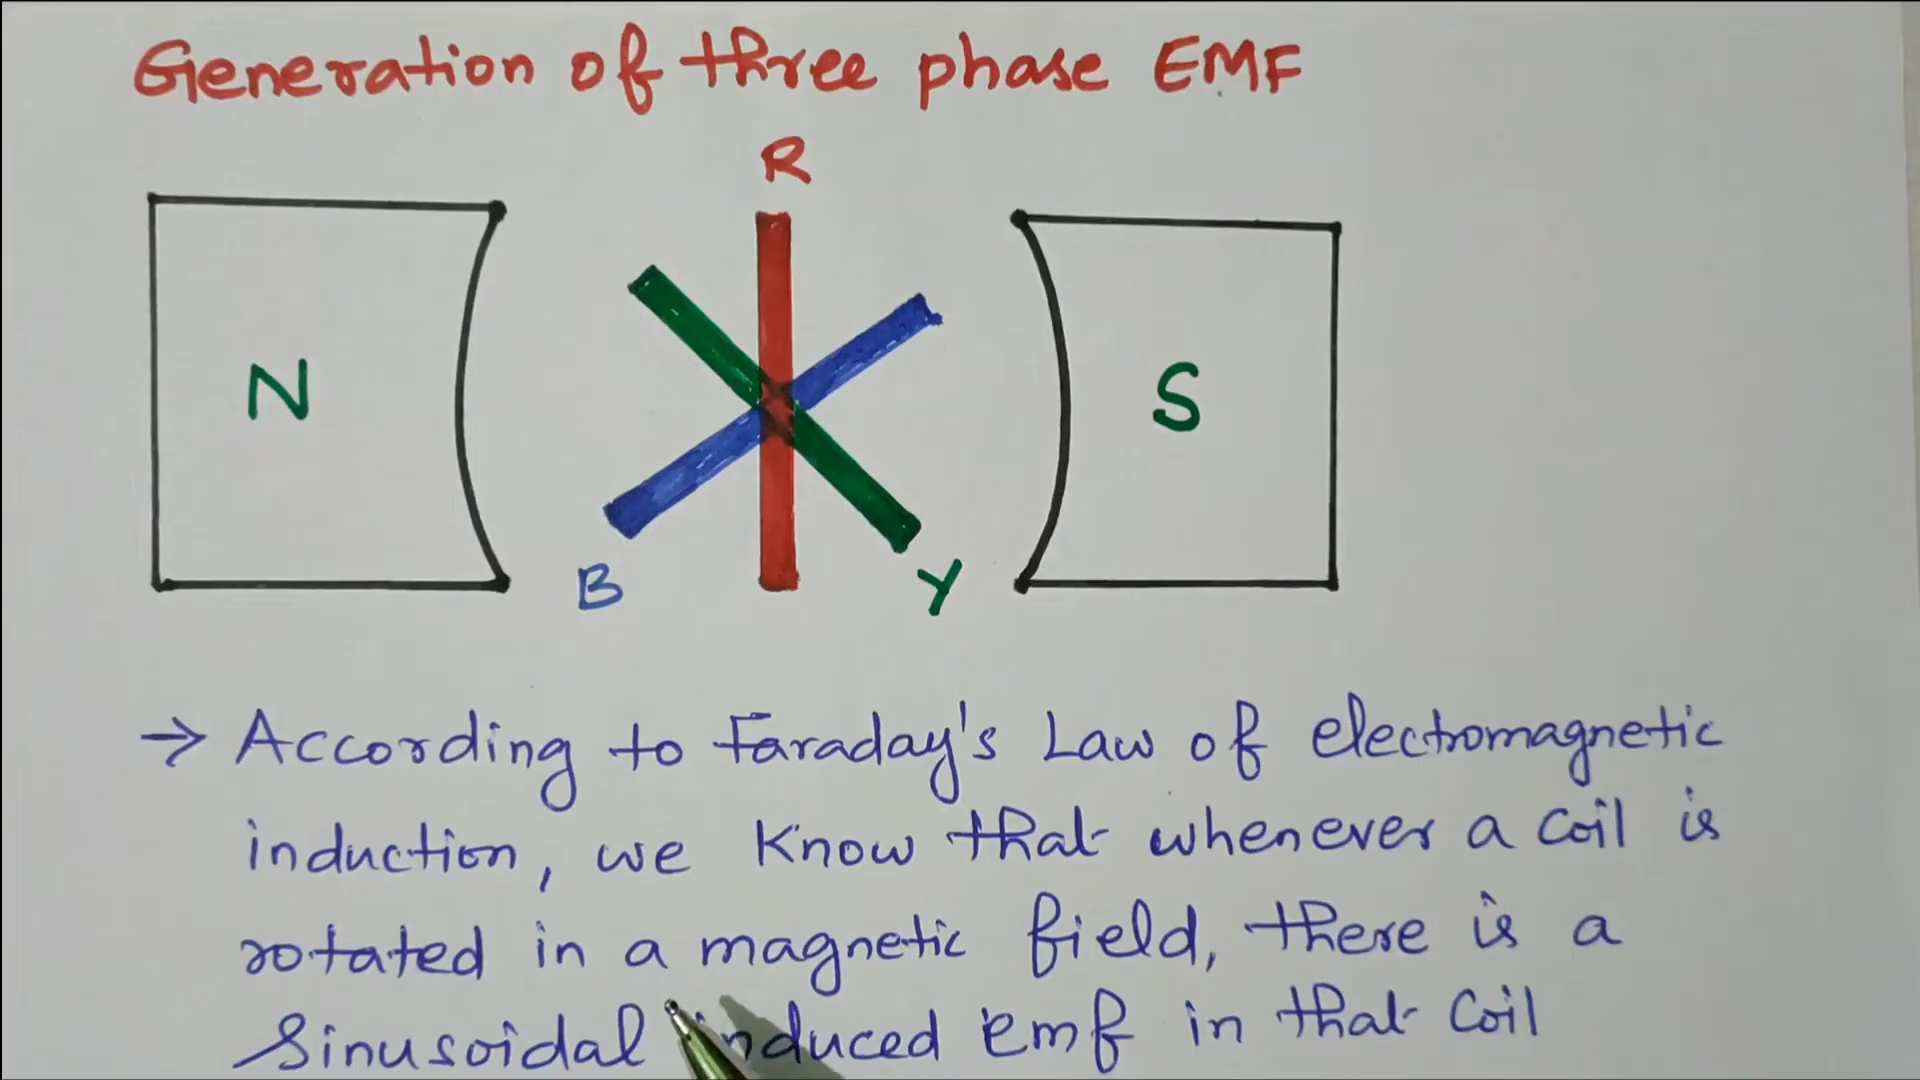 Generation of three phase EMF
R
N
S
B
Y
→ According to Faraday's Law of electromagnetic
induction, we know that whenever a coil is
rotated in a magnetic field, there is a
Sinusoidal induced emf in that coil